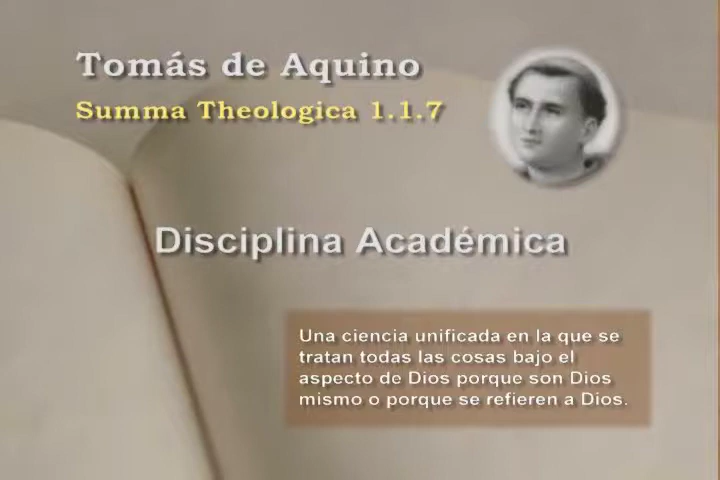 Tomás de Aquino
Summa Theologica 1.1.7
Disciplina Académica
Una ciencia unificada en la que se
tratan todas las cosas bajo el
aspecto de Dios porque son Dios
mismo o porque se refieren a Dios.